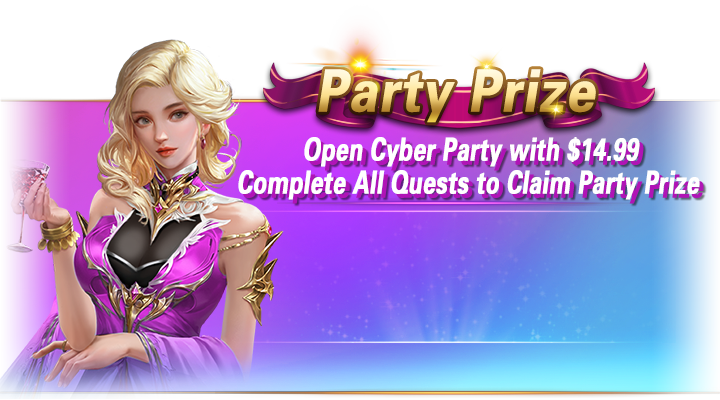 Party Prize
Open Cyber Party with $14.99
Complete All Quests to Claim Party Prize